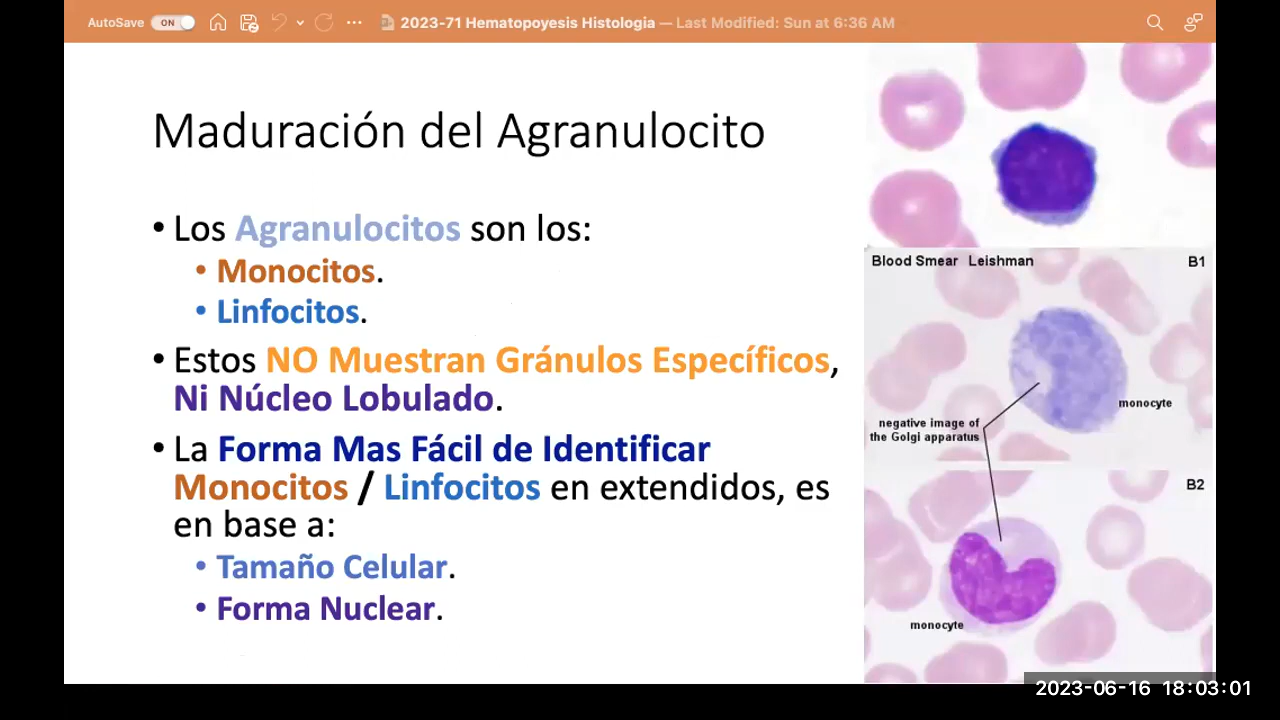 AutoSave ON 2023-71 Hematopoyesis Histologia — Last Modified: Sun at 6:36 AM
Maduración del Agranulocito
• Los Agranulocitos son los:
• Monocitos.
• Linfocitos.
• Estos NO Muestran Gránulos Específicos,
Ni Núcleo Lobulado.
• La Forma Mas Fácil de Identificar
Monocitos / Linfocitos en extendidos, es
en base a:
• Tamaño Celular.
• Forma Nuclear.
Blood Smear Leishman B1
monocyte
negative image of
the Golgi apparatus
B2
monocyte
2023-06-16 18:03:01